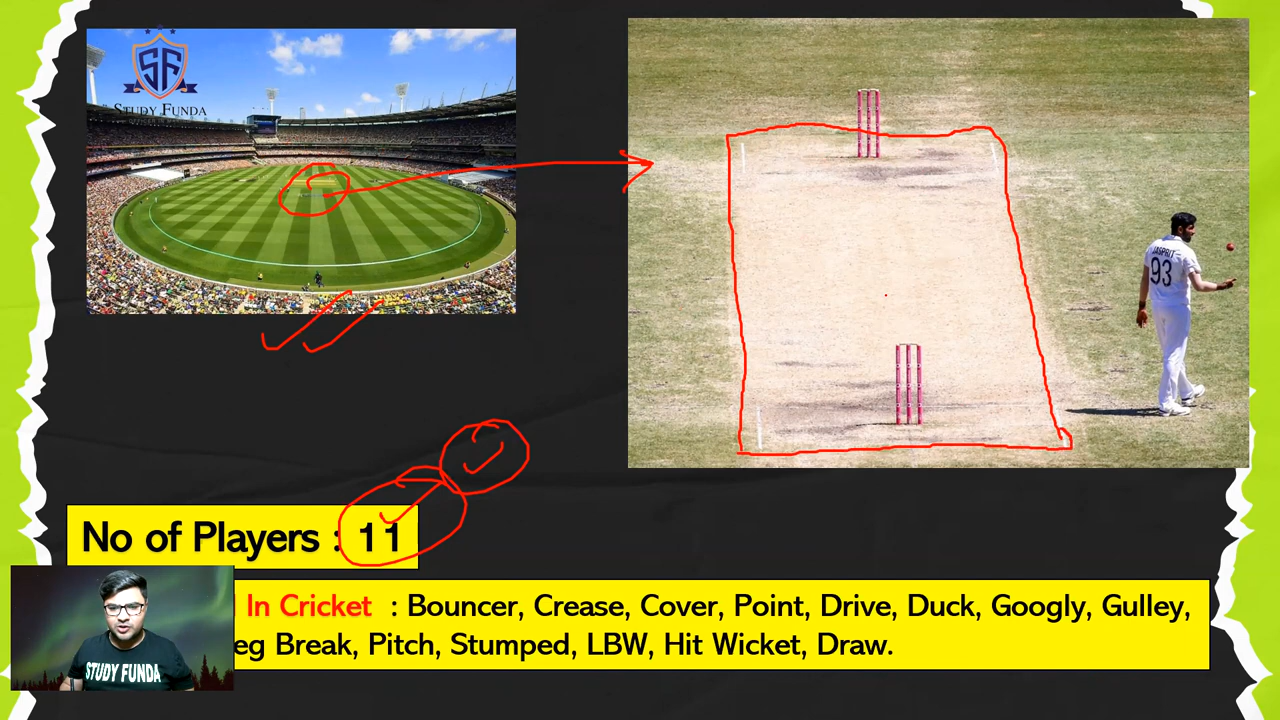 SF
STUDY FUNDA
JASPRIT
93
No of Players : 11
In Cricket : Bouncer, Crease, Cover, Point, Drive, Duck, Googly, Gulley,
Break, Pitch, Stumped, LBW, Hit Wicket, Draw.
STUDY FUNDA